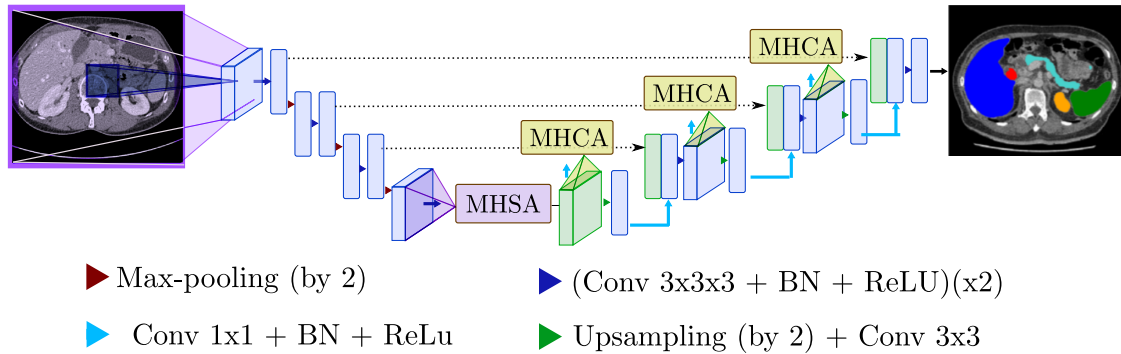 MHCA
MHCA
MHCA
MHSA
Max-pooling (by 2)
(Conv 3x3x3 + BN + ReLU)(x2)
Conv 1x1 + BN + ReLu
Upsampling (by 2) + Conv 3x3